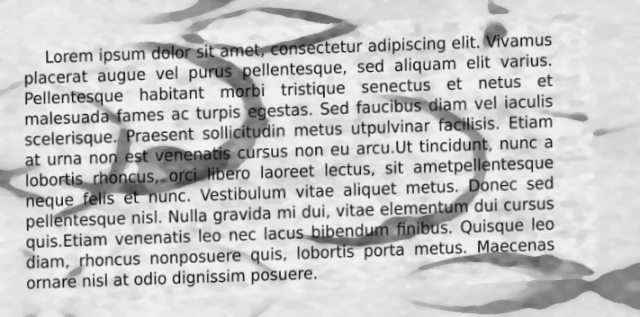 Lorem ipsum dolor sit amet, consectetur adipiscing elit. Vivamus
placerat augue vel purus pellentesque, sed aliquam elit varius.
Pellentesque habitant morbi tristique senectus et netus et
malesuada fames ac turpis egestas. Sed faucibus diam vel iaculis
scelerisque. Praesent sollicitudin metus utpulvinar facilisis. Etiam
at urna non est venenatis cursus non eu arcu.Ut tincidunt, nunc a
lobortis rhoncus, orci libero laoreet lectus, sit ametpellentesque
neque felis et nunc. Vestibulum vitae aliquet metus. Donec sed
pellentesque nisl. Nulla gravida mi dui, vitae elementum dui cursus
quis.Etiam venenatis leo nec lacus bibendum finibus. Quisque leo
diam, rhoncus nonposuere quis, lobortis porta metus. Maecenas
ornare nisl at odio dignissim posuere.